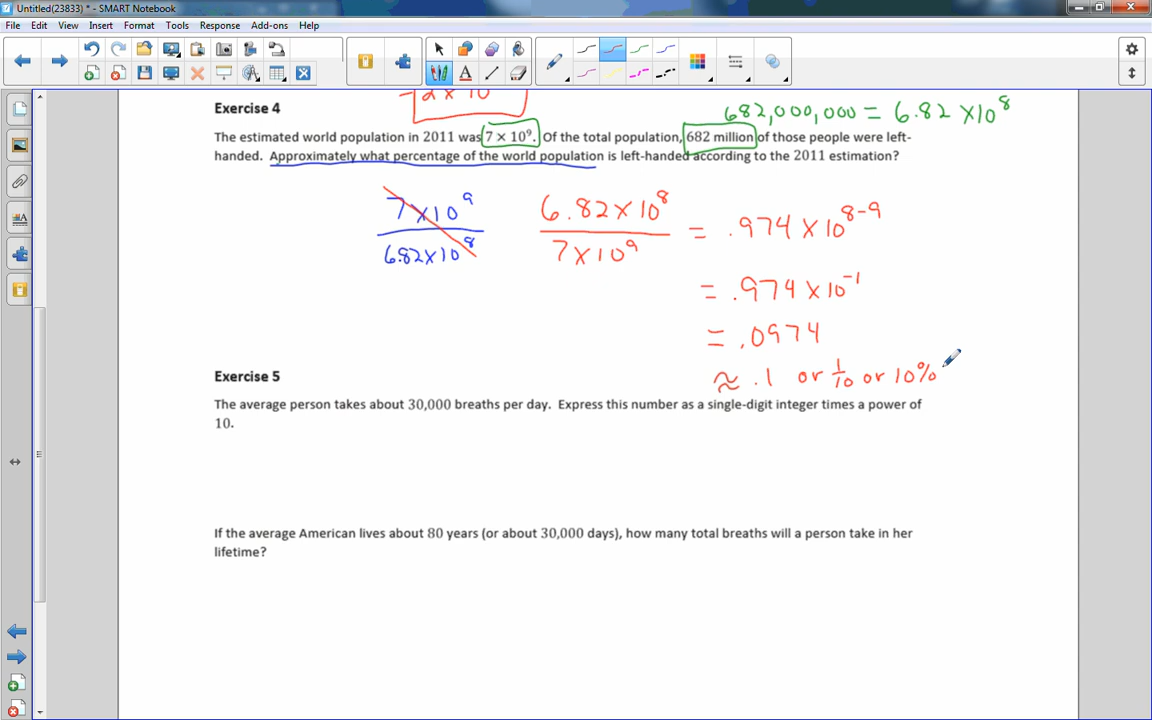 Untitled(23833) * - SMART Notebook
File Edit View Insert Format Tools Response Add-ons Help
- 2 x 10
Exercise 4
682,000,000 = 6.82 x 10^8
The estimated world population in 2011 was 7 × 10^9. Of the total population, 682 million of those people were left-
handed. Approximately what percentage of the world population is left-handed according to the 2011 estimation?
7 x 10^9 / 6.82 x 10^8
6.82 x 10^8 / 7 x 10^9 = .974 x 10^8-9
= .974 x 10^-1
= .0974
≈ .1 or 1/10 or 10%
Exercise 5
The average person takes about 30,000 breaths per day. Express this number as a single-digit integer times a power of
10.
If the average American lives about 80 years (or about 30,000 days), how many total breaths will a person take in her
lifetime?